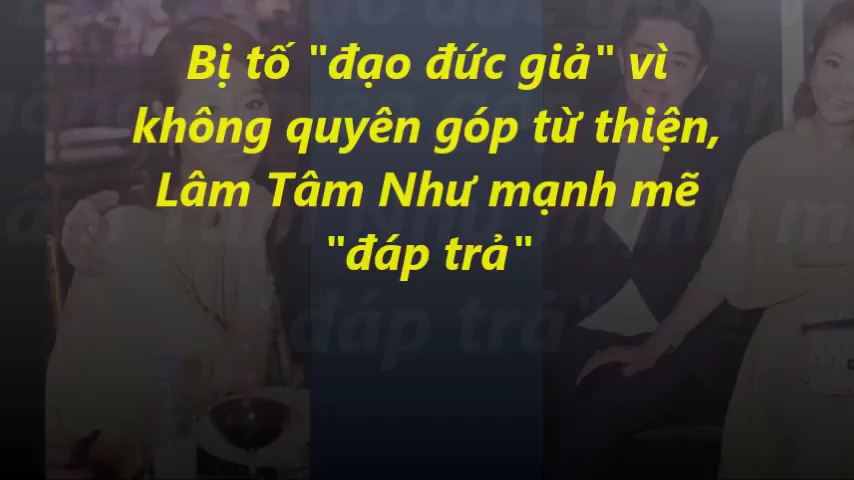 Bị tố "đạo đức giả" vì
không quyên góp từ thiện,
Lâm Tâm Như mạnh mẽ
"đáp trả"